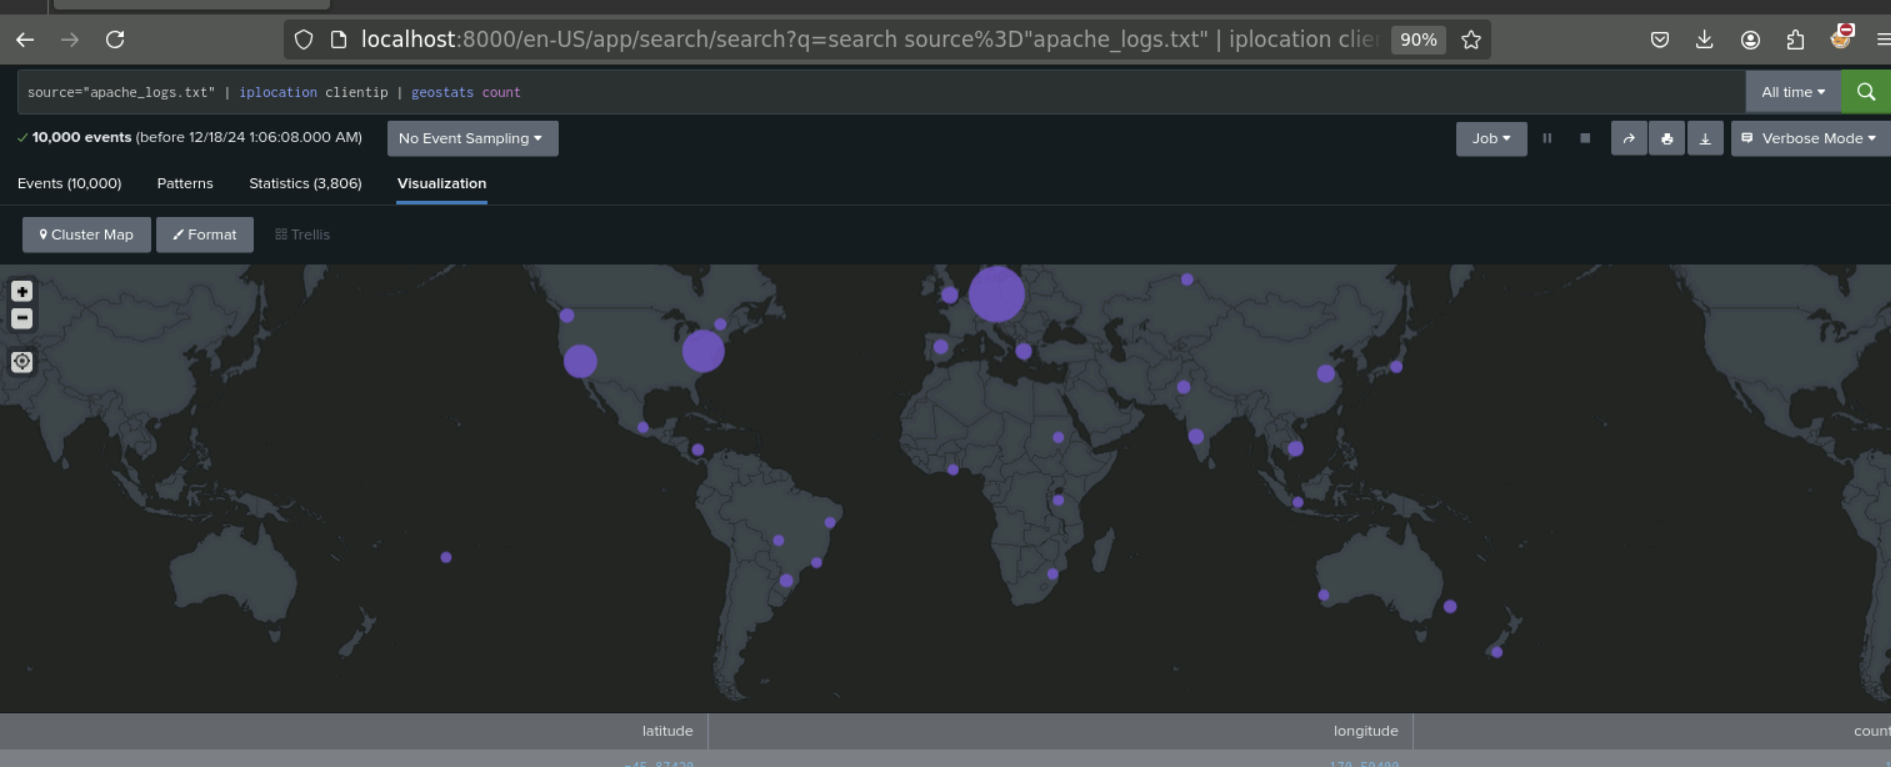 localhost:8000/en-US/app/search/search?q=search source%3D"apache_logs.txt" | iplocation clie
90%
source="apache_logs.txt" | iplocation clientip | geostats count
All time
10,000 events (before 12/18/24 1:06:08.000 AM)
No Event Sampling
Job
Verbose Mode
Events (10,000)
Patterns
Statistics (3,806)
Visualization
Cluster Map
Format
Trellis
latitude
longitude
count